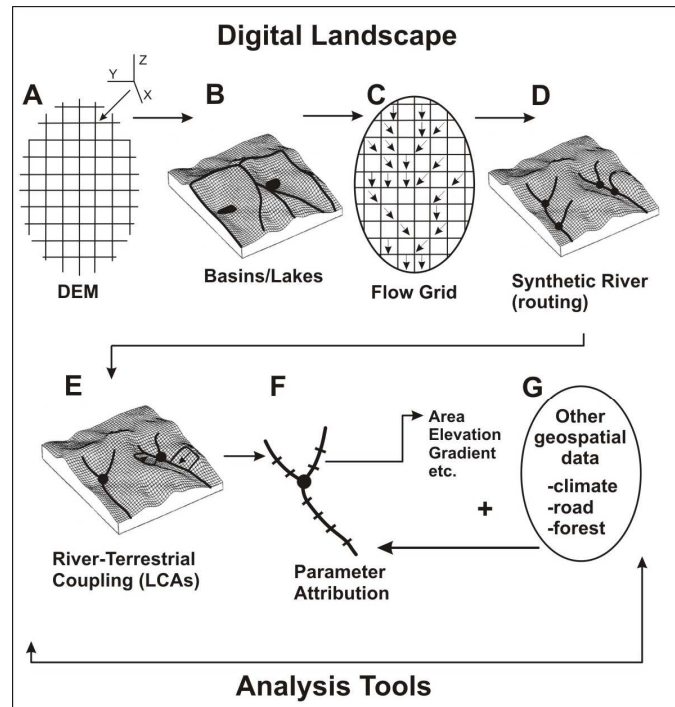 Digital Landscape
Z
Y
X
A
B
C
D
DEM
Basins/Lakes
Flow Grid
Synthetic River
(routing)
E
F
G
Area
Elevation
Gradient
etc.
+
Other
geospatial
data
-climate
-road
-forest
River-Terrestrial
Coupling (LCAs)
Parameter
Attribution
Analysis Tools